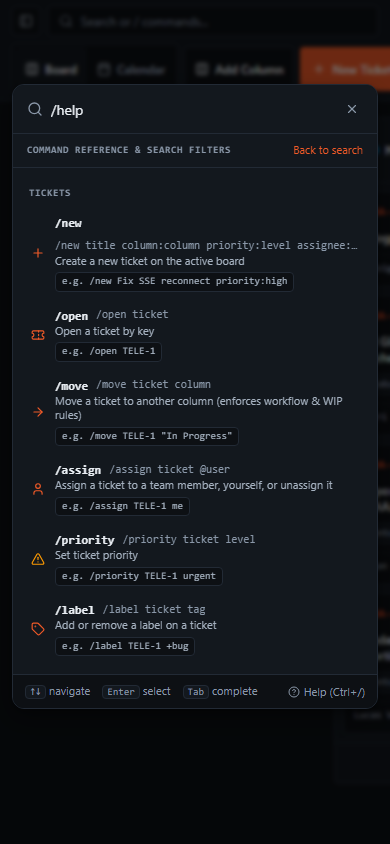 Search or / commands...
Board
Calendar
Add Column
New Ticket
/help
COMMAND REFERENCE & SEARCH FILTERS
Back to search
TICKETS
/new
/new title column:column priority:level assignee:…
Create a new ticket on the active board
e.g. /new Fix SSE reconnect priority:high
/open /open ticket
Open a ticket by key
e.g. /open TELE-1
/move /move ticket column
Move a ticket to another column (enforces workflow & WIP
rules)
e.g. /move TELE-1 "In Progress"
/assign /assign ticket @user
Assign a ticket to a team member, yourself, or unassign it
e.g. /assign TELE-1 me
/priority /priority ticket level
Set ticket priority
e.g. /priority TELE-1 urgent
/label /label ticket tag
Add or remove a label on a ticket
e.g. /label TELE-1 +bug
↑↓ navigate Enter select Tab complete
Help (Ctrl+/)